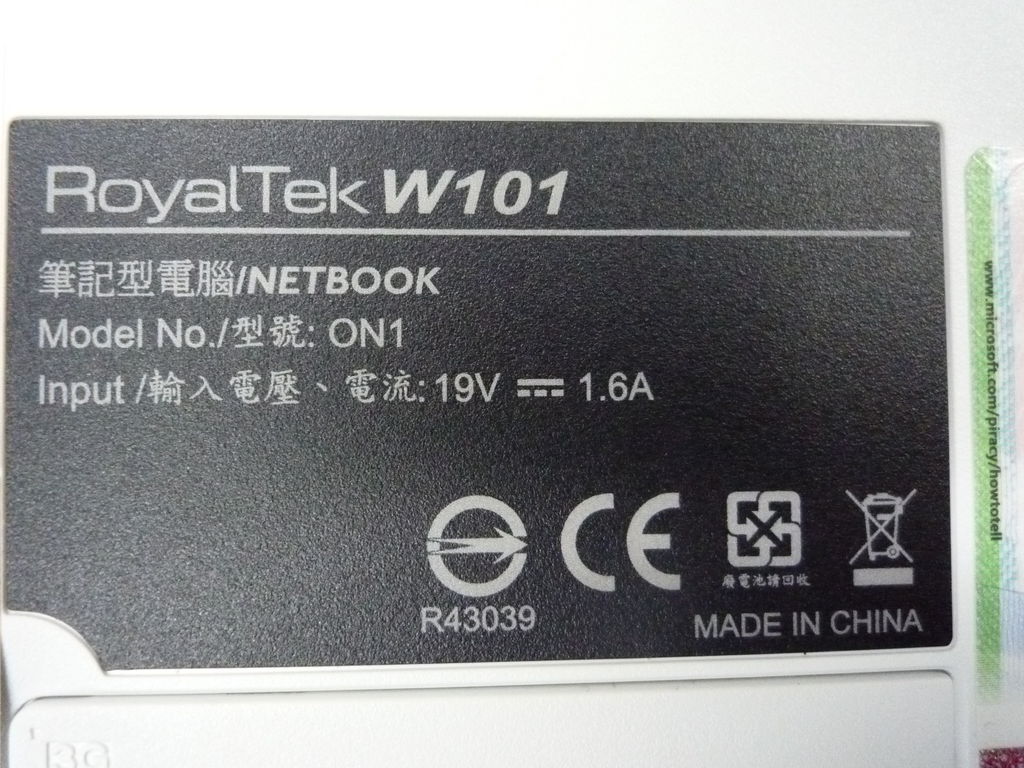 RoyalTek W101
筆記型電腦/NETBOOK
Model No./型號: ON1
Input /輸入電壓、電流: 19V ⎓ 1.6A
CE
廢電池請回收
R43039
MADE IN CHINA
www.microsoft.com/piracy/howtotell
3G